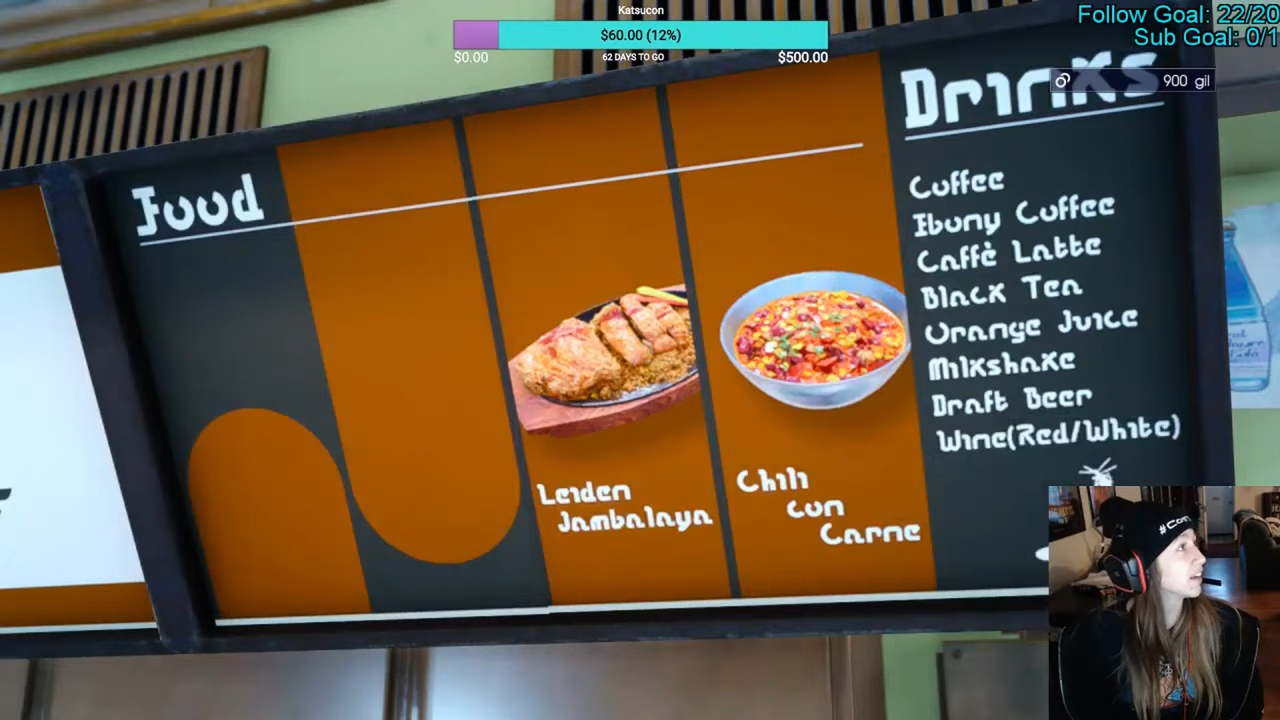 Katsucon
$60.00 (12%)
$0.00
62 DAYS TO GO
$500.00
Follow Goal: 22/20
Sub Goal: 0/1
900 gil
Food
Drinks
Coffee
Ebony Coffee
Caffè Latte
Black Tea
Orange Juice
Milkshake
Draft Beer
Wine(Red/White)
Leiden
Jambalaya
Chili
con
Carne